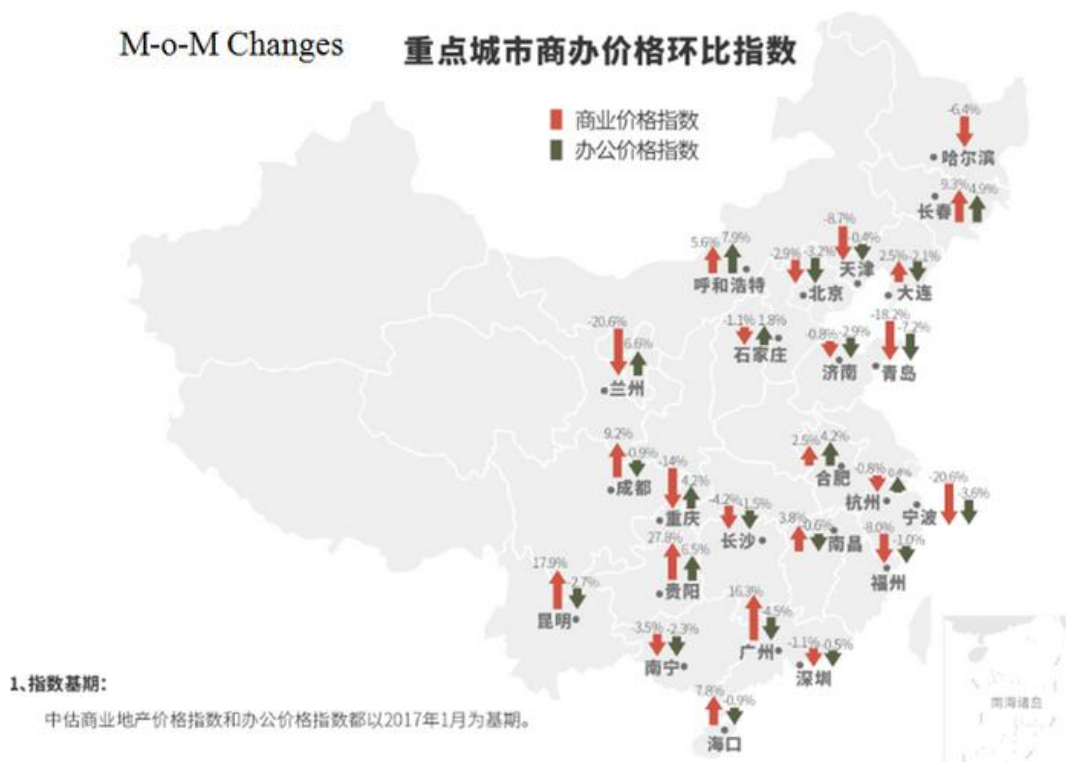 M-o-M Changes
重点城市商办价格环比指数
商业价格指数
办公价格指数
-6.4%
哈尔滨
9.3% 4.9%
长春
-8.7%
-0.4%
天津
5.6% 7.9%
呼和浩特
-2.9% -3.2%
北京
2.5% -2.1%
大连
-18.2%
-7.2%
青岛
-1.1% 1.8%
石家庄
-0.8% -2.9%
济南
-20.6%
6.6%
兰州
9.2%
-0.9%
成都
-14%
4.2%
重庆
2.5% 4.2%
合肥
-0.8% 0.4%
杭州
-20.6%
-3.6%
宁波
-4.2% -1.5%
长沙
3.8% -0.6%
南昌
-8.0%
-1.0%
福州
27.8%
6.5%
贵阳
17.9%
-2.7%
昆明
16.3%
-4.5%
广州
-3.5% -2.3%
南宁
-1.1% -0.5%
深圳
7.8%
-0.9%
海口
南海诸岛
1、指数基期：
中估商业地产价格指数和办公价格指数都以2017年1月为基期。